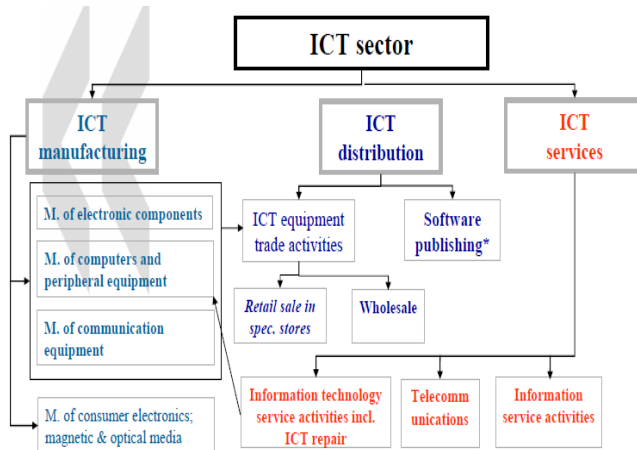 ICT sector
ICT
manufacturing
ICT
distribution
ICT
services
M. of electronic components
M. of computers and
peripheral equipment
M. of communication
equipment
M. of consumer electronics;
magnetic & optical media
ICT equipment
trade activities
Software
publishing*
Retail sale in
spec. stores
Wholesale
Information technology
service activities incl.
ICT repair
Telecomm
unications
Information
service activities